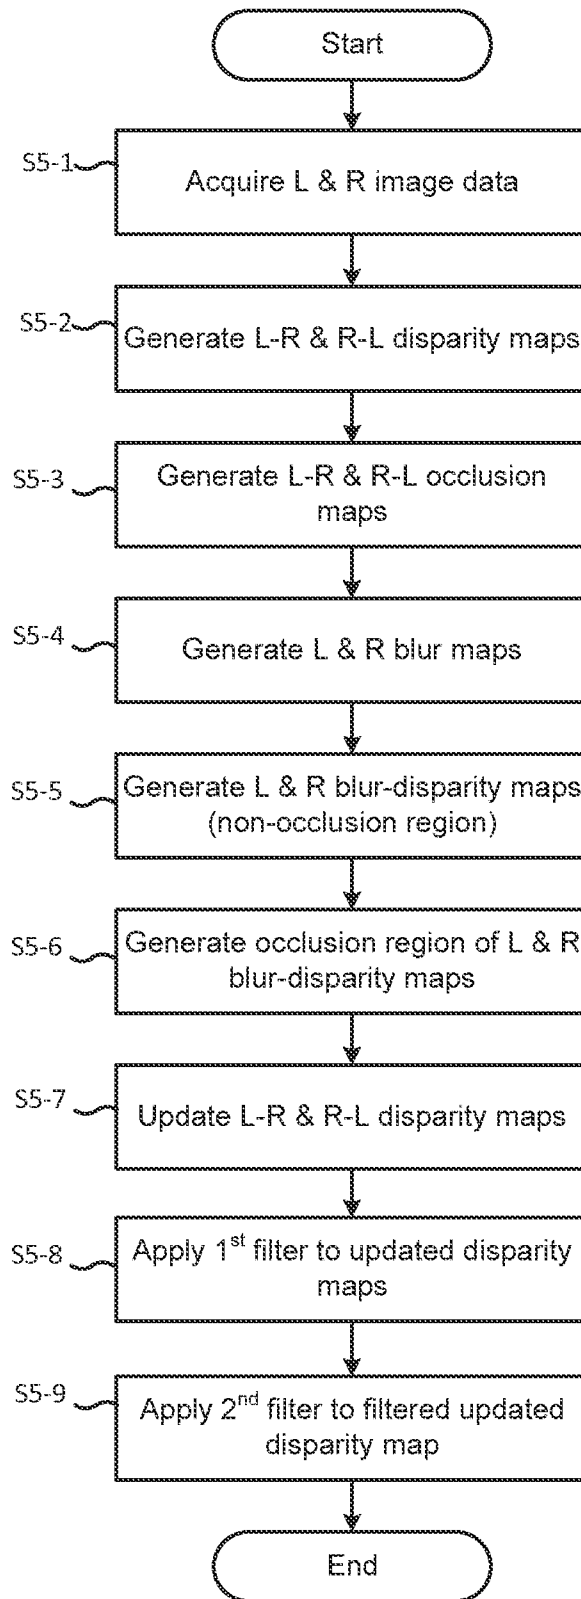 Start
S5-1
Acquire L & R image data
S5-2
Generate L-R & R-L disparity maps
S5-3
Generate L-R & R-L occlusion
maps
S5-4
Generate L & R blur maps
S5-5
Generate L & R blur-disparity maps
(non-occlusion region)
S5-6
Generate occlusion region of L & R
blur-disparity maps
S5-7
Update L-R & R-L disparity maps
S5-8
Apply 1st filter to updated disparity
maps
S5-9
Apply 2nd filter to filtered updated
disparity map
End